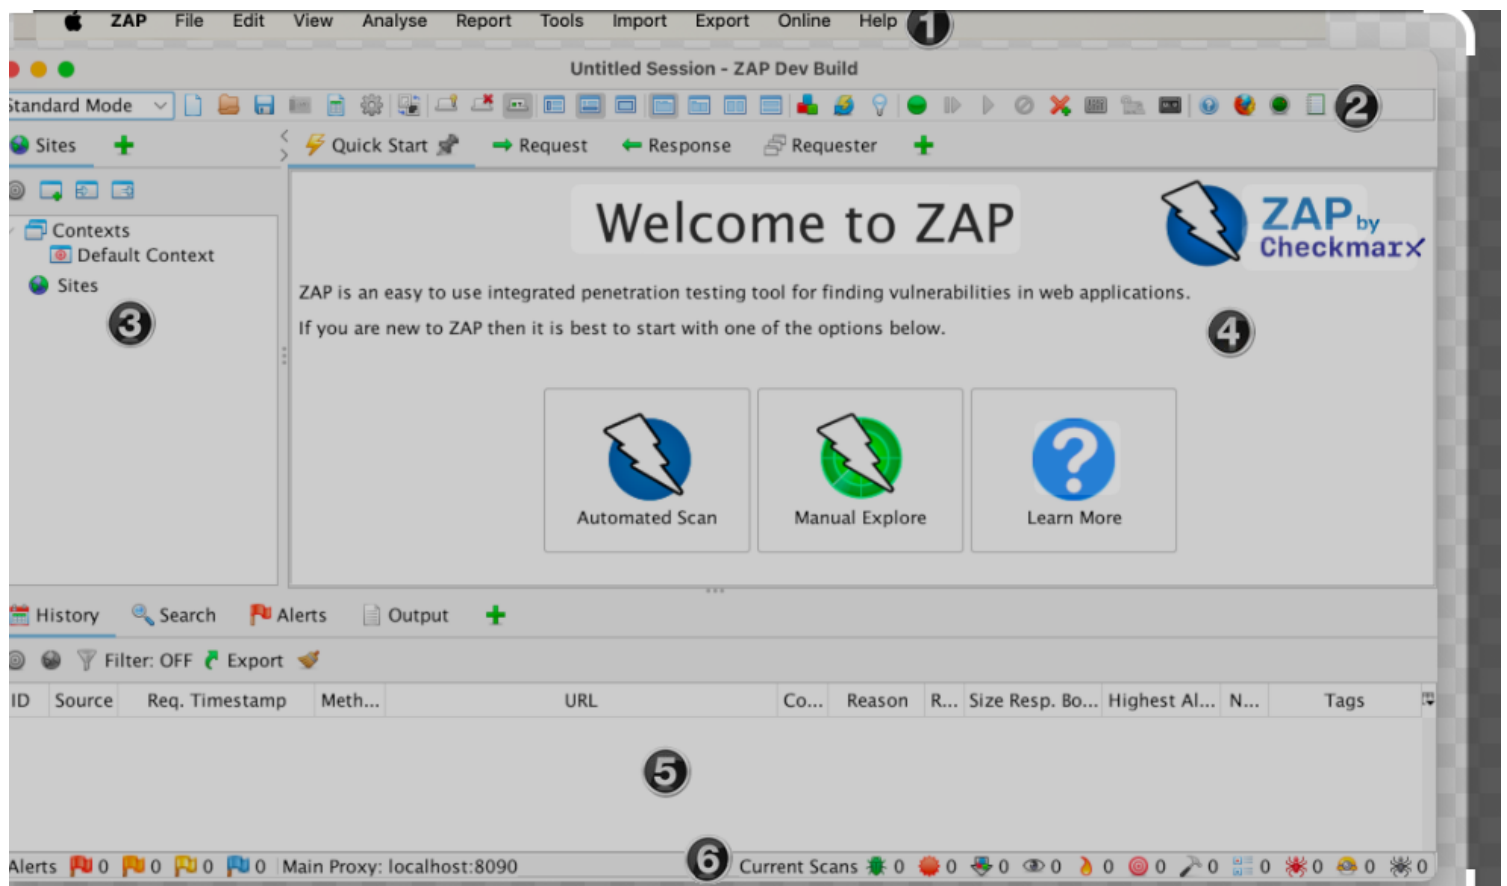 ZAP File Edit View Analyse Report Tools Import Export Online Help 1
Untitled Session - ZAP Dev Build
Standard Mode 2
Sites Quick Start Request Response Requester
Contexts
Default Context
Sites
3
Welcome to ZAP
ZAP by
Checkmarx
ZAP is an easy to use integrated penetration testing tool for finding vulnerabilities in web applications.
If you are new to ZAP then it is best to start with one of the options below.
4
Automated Scan Manual Explore Learn More
History Search Alerts Output
Filter: OFF Export
ID Source Req. Timestamp Meth... URL Co... Reason R... Size Resp. Bo... Highest Al... N... Tags
5
Alerts 0 0 0 0 Main Proxy: localhost:8090 6 Current Scans 0 0 0 0 0 0 0 0 0 0 0